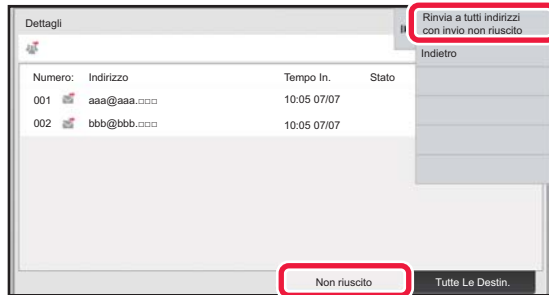 Dettagli
Rinvia a tutti indirizzi
con invio non riuscito
Indietro
Numero: Indirizzo Tempo In. Stato
001 aaa@aaa.□□□ 10:05 07/07
002 bbb@bbb.□□□ 10:05 07/07
Non riuscito Tutte Le Destin.